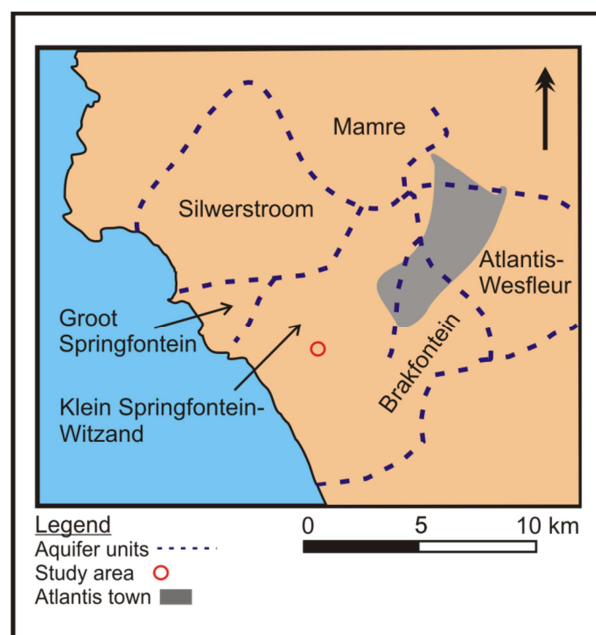 Mamre
Silwerstroom
Atlantis-
Wesfleur
Groot
Springfontein
Brakfontein
Klein Springfontein-
Witzand
Legend
Aquifer units
Study area
Atlantis town
0 5 10 km